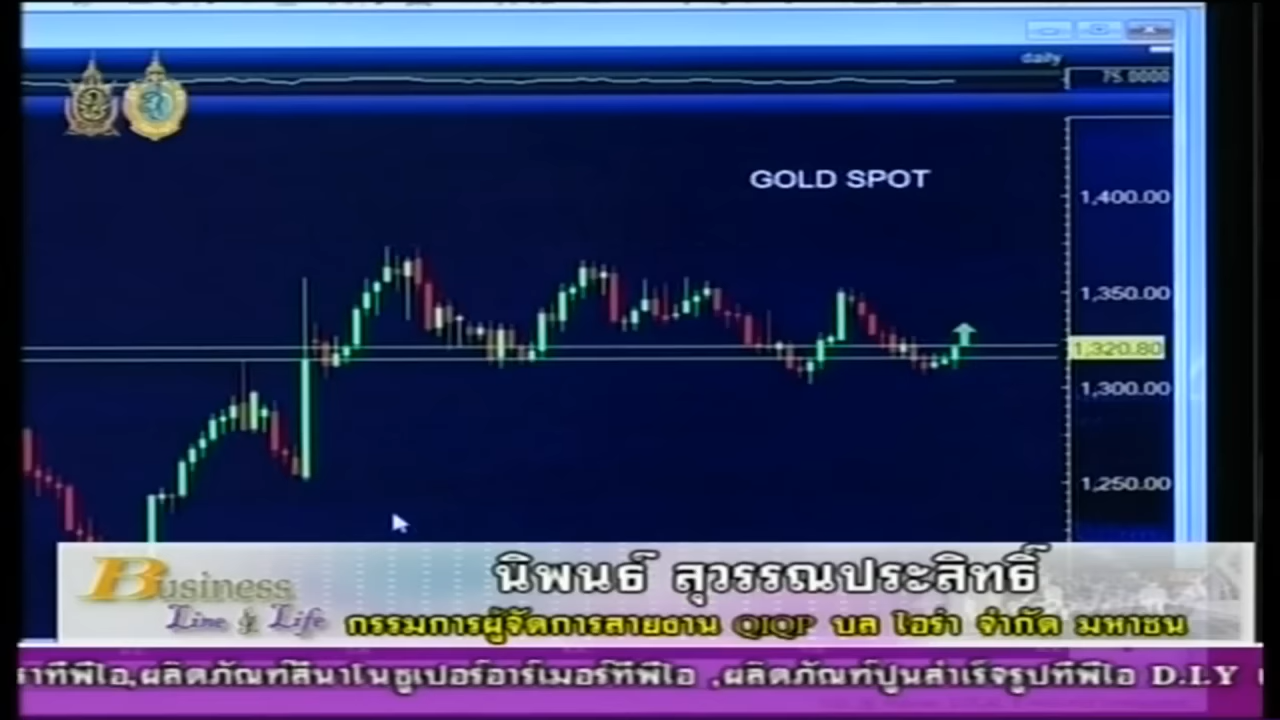 daily
75.0000
GOLD SPOT
1,400.00
1,350.00
1,320.80
1,300.00
1,250.00
Business
Line & Life
นิพนธ์ สุวรรณประสิทธิ์
กรรมการผู้จัดการสายงาน QIQP บล ไอร่า จำกัด มหาชน
ราทีพีไอ,ผลิตภัณฑ์สีนาโนซูเปอร์อาร์เมอร์ทีพีไอ ,ผลิตภัณฑ์ปูนสำเร็จรูปทีพีไอ D.I.Y